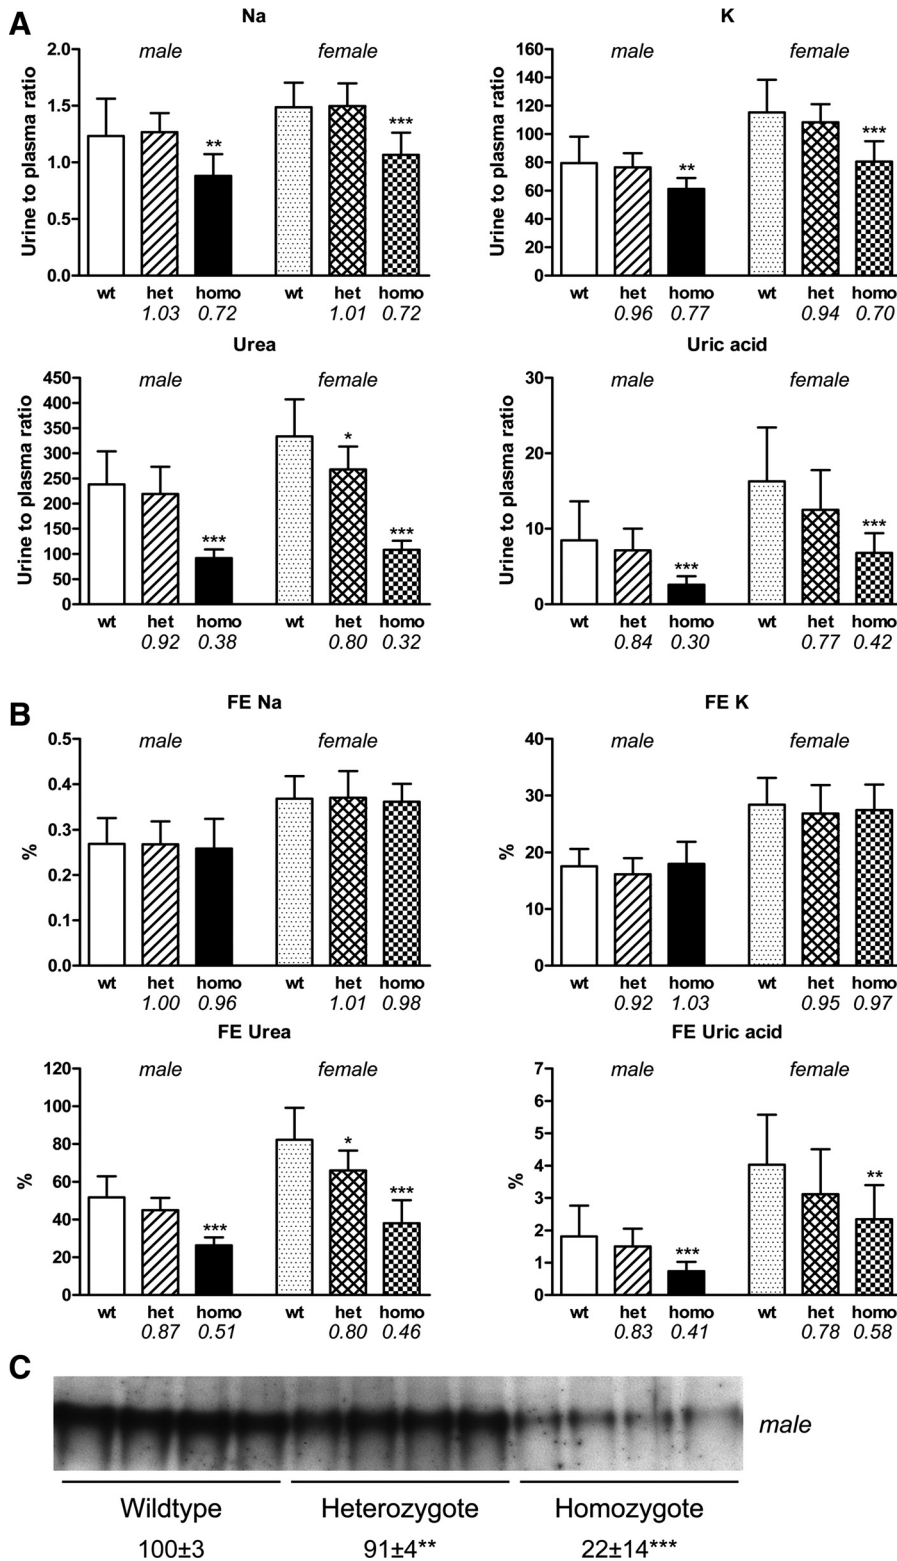 A
Na
K
male female
male female
Urine to plasma ratio
2.0
1.5
1.0
0.5
0.0
** ***
wt het homo wt het homo
1.03 0.72 1.01 0.72
Urine to plasma ratio
160
140
120
100
80
60
40
20
0
** ***
wt het homo wt het homo
0.96 0.77 0.94 0.70
Urea
Uric acid
male female
male female
Urine to plasma ratio
450
400
350
300
250
200
150
100
50
0
*** * ***
wt het homo wt het homo
0.92 0.38 0.80 0.32
Urine to plasma ratio
30
20
10
0
*** ***
wt het homo wt het homo
0.84 0.30 0.77 0.42
B
FE Na
FE K
male female
male female
%
0.5
0.4
0.3
0.2
0.1
0.0
wt het homo wt het homo
1.00 0.96 1.01 0.98
%
40
30
20
10
0
wt het homo wt het homo
0.92 1.03 0.95 0.97
FE Urea
FE Uric acid
male female
male female
%
120
100
80
60
40
20
0
*** * ***
wt het homo wt het homo
0.87 0.51 0.80 0.46
%
7
6
5
4
3
2
1
0
*** **
wt het homo wt het homo
0.83 0.41 0.78 0.58
C
male
Wildtype Heterozygote Homozygote
100±3 91±4** 22±14***